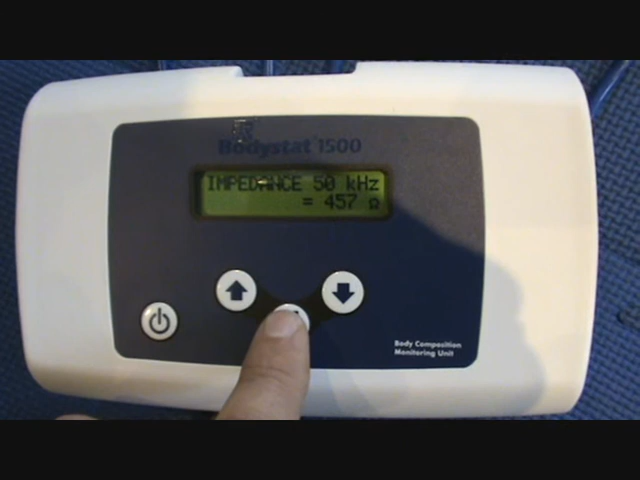 Bodystat 1500
IMPEDANCE 50 kHz
= 457 Ω
Body Composition
Monitoring Unit